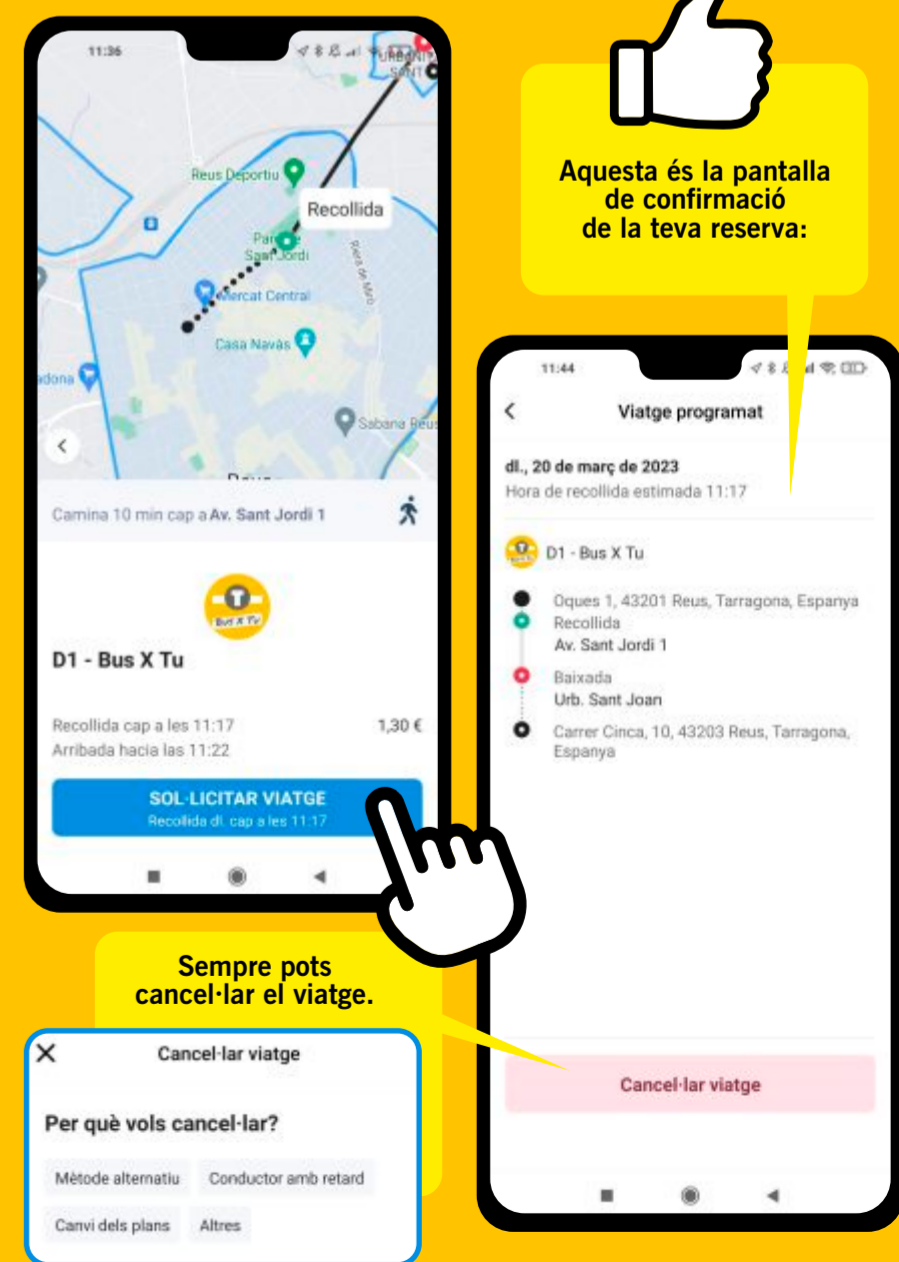 11:36
URBANI
SANT
Reus Deportiu
Recollida
Sant Jordi
Riera de Miró
Mercat Central
Casa Navàs
adona
Sabana Reus
Camina 10 min cap a Av. Sant Jordi 1
T
Bus X Tu
D1 - Bus X Tu
Recollida cap a les 11:17
1,30 €
Arribada hacia las 11:22
SOL·LICITAR VIATGE
Recollida dl. cap a les 11:17
Aquesta és la pantalla
de confirmació
de la teva reserva:
11:44
Viatge programat
dl., 20 de març de 2023
Hora de recollida estimada 11:17
D1 - Bus X Tu
Oques 1, 43201 Reus, Tarragona, Espanya
Recollida
Av. Sant Jordi 1
Baixada
Urb. Sant Joan
Carrer Cinca, 10, 43203 Reus, Tarragona,
Espanya
Cancel·lar viatge
Sempre pots
cancel·lar el viatge.
Cancel·lar viatge
Per què vols cancel·lar?
Mètode alternatiu
Conductor amb retard
Canvi dels plans
Altres